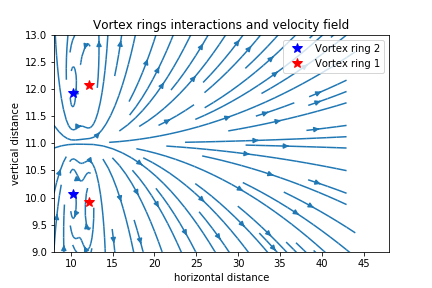 Vortex rings interactions and velocity field
Vortex ring 2
Vortex ring 1
vertical distance
13.0
12.5
12.0
11.5
11.0
10.5
10.0
9.5
9.0
10 15 20 25 30 35 40 45
horizontal distance